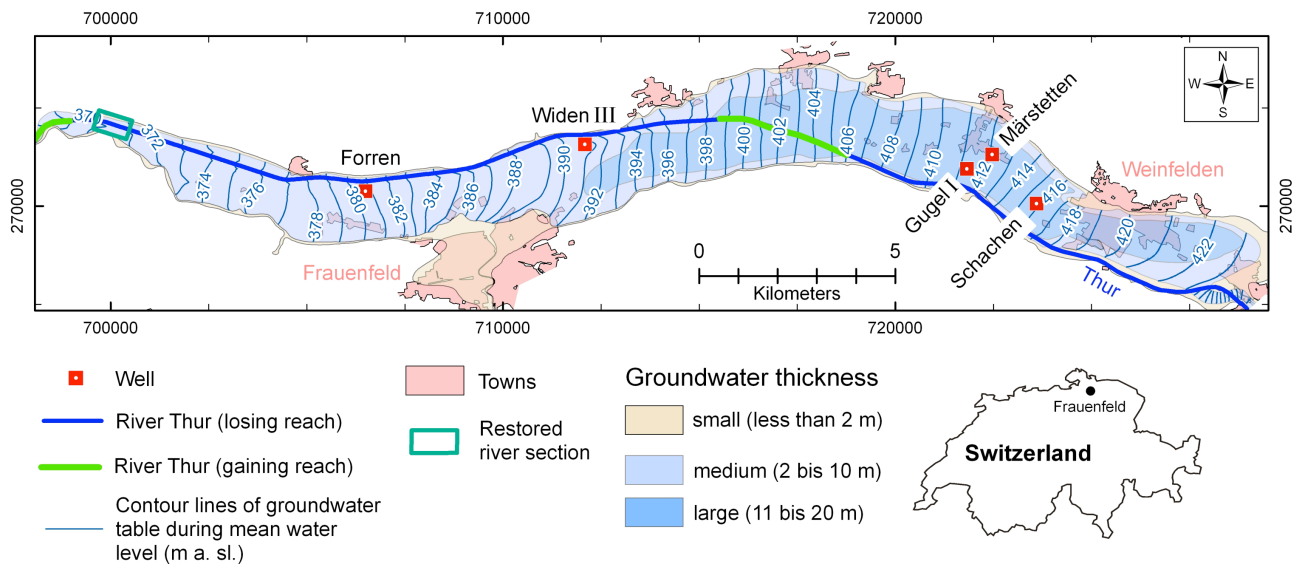 700000
710000
720000
270000
270000
N
W
E
S
Märstetten
Widen III
Forren
Weinfelden
Gugel I
Schachen
Frauenfeld
Thur
37
372
374
376
378
380
382
384
386
388
390
392
394
396
398
400
402
404
406
408
410
412
414
416
418
420
422
0
5
Kilometers
700000
710000
720000
Well
River Thur (losing reach)
River Thur (gaining reach)
Contour lines of groundwater
table during mean water
level (m a. sl.)
Towns
Restored
river section
Groundwater thickness
small (less than 2 m)
medium (2 bis 10 m)
large (11 bis 20 m)
Frauenfeld
Switzerland